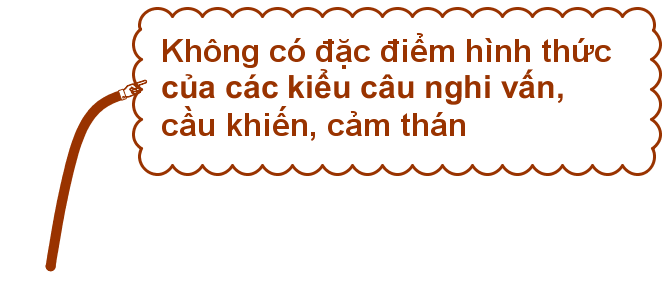 Không có đặc điểm hình thức
của các kiểu câu nghi vấn,
cầu khiến, cảm thán